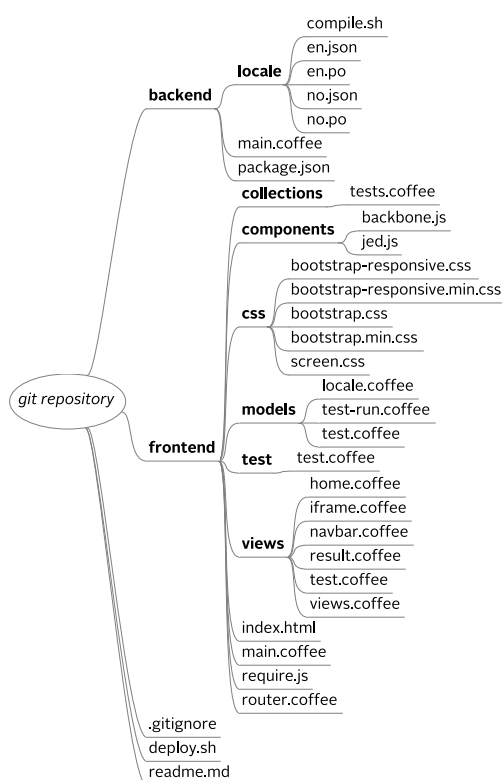 compile.sh
en.json
locale
en.po
backend
no.json
no.po
main.coffee
package.json
collections
tests.coffee
components
backbone.js
jed.js
bootstrap-responsive.css
bootstrap-responsive.min.css
css
bootstrap.css
bootstrap.min.css
screen.css
git repository
locale.coffee
models
test-run.coffee
test.coffee
frontend
test
test.coffee
home.coffee
iframe.coffee
navbar.coffee
views
result.coffee
test.coffee
views.coffee
index.html
main.coffee
require.js
router.coffee
.gitignore
deploy.sh
readme.md